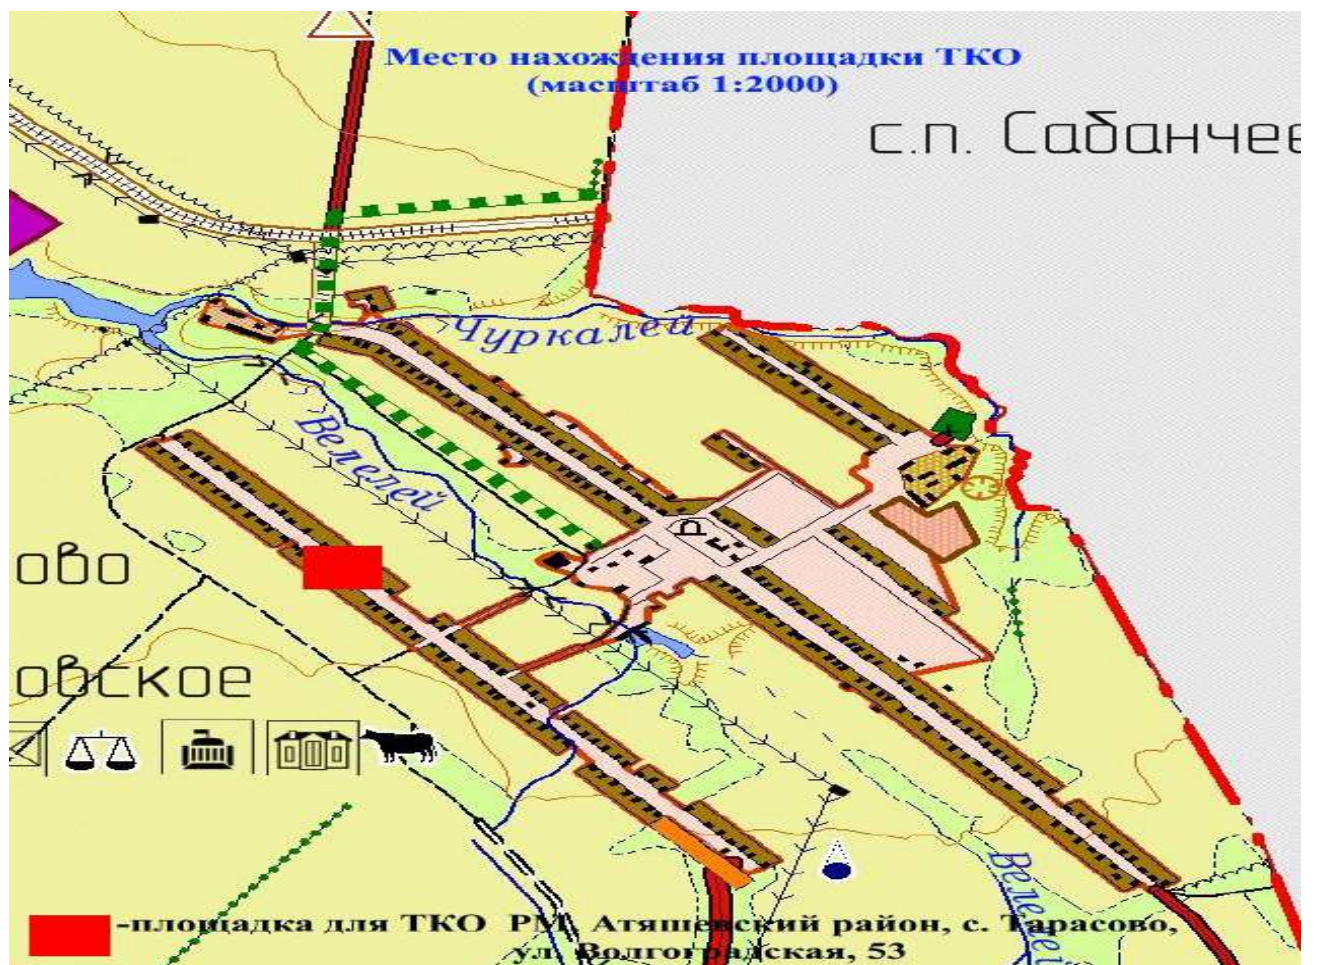 Место нахождения площадки ТКО
(масштаб 1:2000)
с.п. Сабанчее
Чуркалей
Велелей
ово
овское
Р
Велелей
-площадка для ТКО РМ, Атяшевский район, с. Тарасово,
ул. Волгоградская, 53